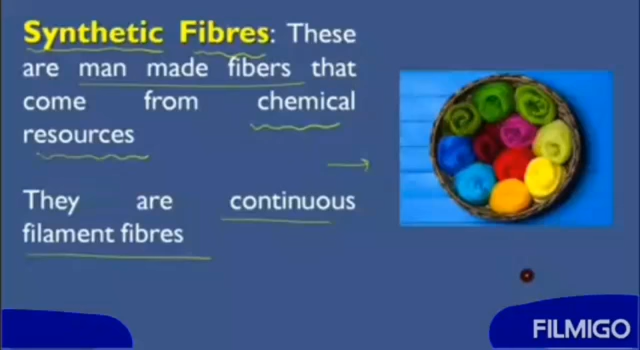 Synthetic Fibres: These
are man made fibers that
come from chemical
resources
They are continuous
filament fibres
FILMIGO